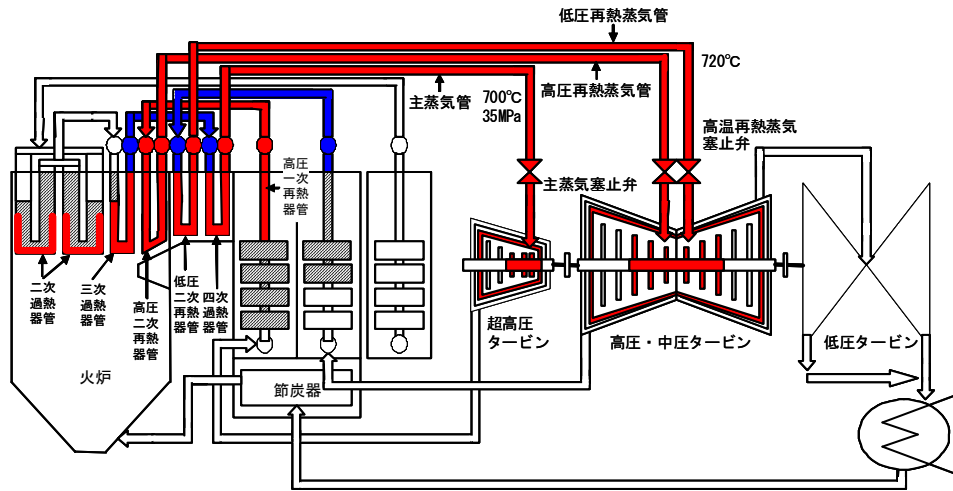 低圧再熱蒸気管
720℃
主蒸気管
高圧再熱蒸気管
700℃
35MPa
高温再熱蒸気
塞止弁
高圧
一次
再熱
器管
主蒸気塞止弁
二次
過熱
器管
三次
過熱
器管
高圧
二次
再熱
器管
低圧
二次
再熱
器管
四次
過熱
器管
超高圧
タービン
高圧・中圧タービン
低圧タービン
火炉
節炭器